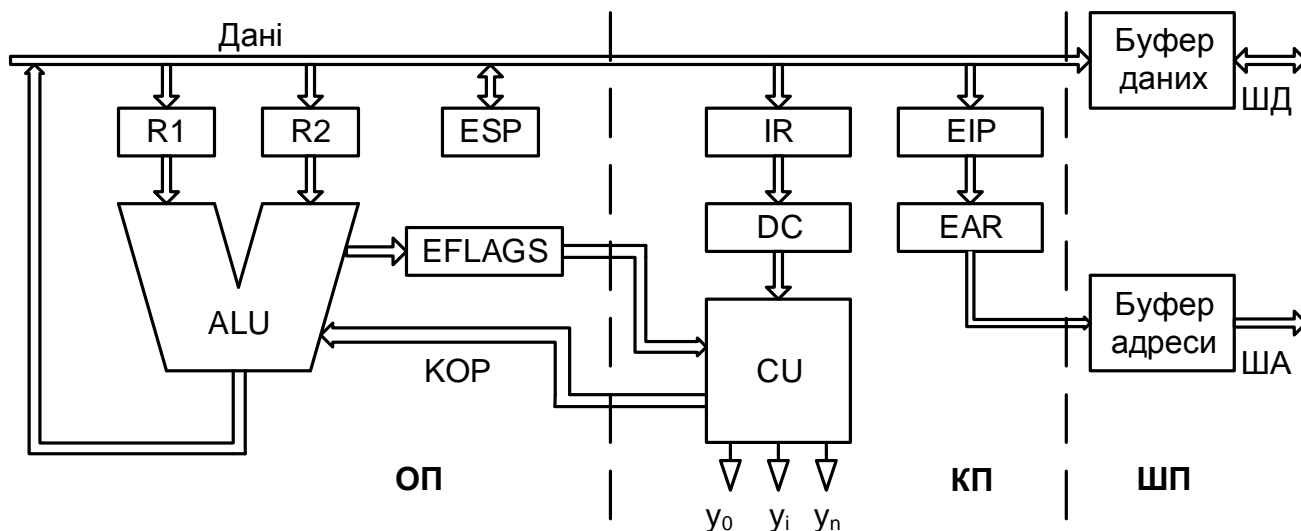 Дані
Буфер
даних
ШД
R1
R2
ESP
IR
EIP
DC
EAR
EFLAGS
ALU
КОР
CU
Буфер
адреси
ША
ОП
КП
ШП
y0
yi
yn